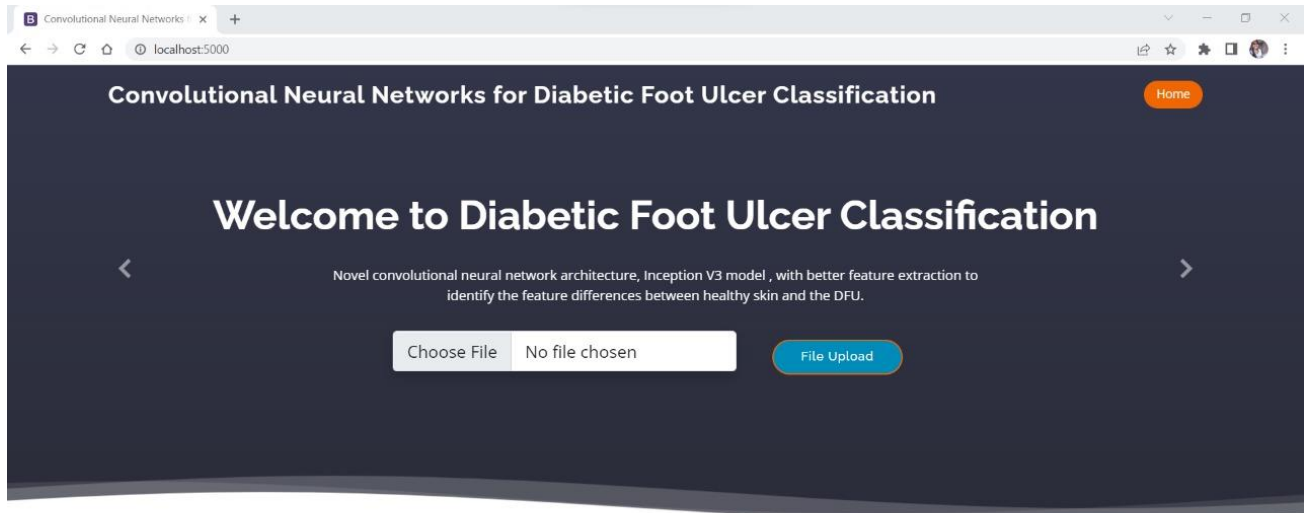 Convolutional Neural Networks
localhost:5000
Convolutional Neural Networks for Diabetic Foot Ulcer Classification
Home
Welcome to Diabetic Foot Ulcer Classification
Novel convolutional neural network architecture, Inception V3 model , with better feature extraction to
identify the feature differences between healthy skin and the DFU.
Choose File No file chosen
File Upload